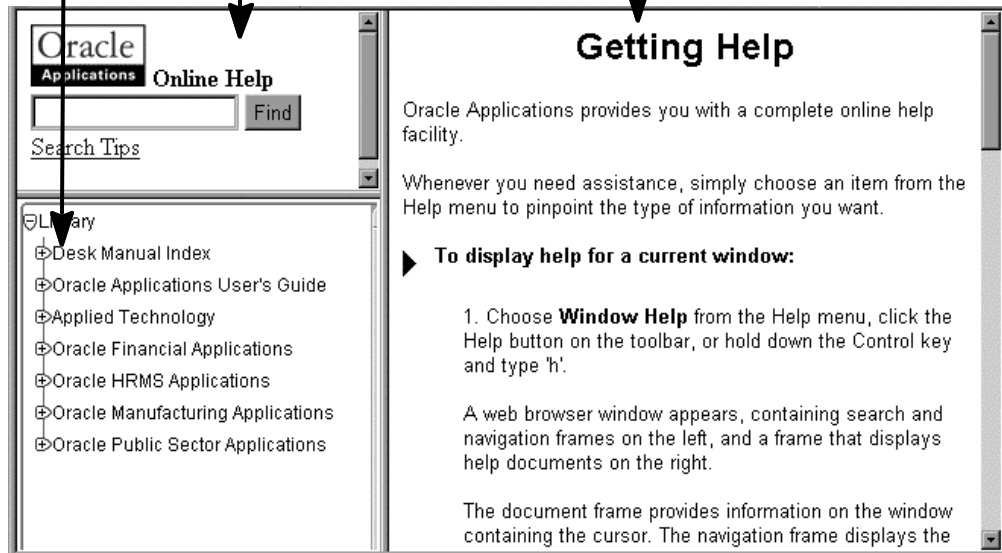 Oracle
Applications Online Help
Find
Search Tips
Library
Desk Manual Index
Oracle Applications User's Guide
Applied Technology
Oracle Financial Applications
Oracle HRMS Applications
Oracle Manufacturing Applications
Oracle Public Sector Applications
Getting Help
Oracle Applications provides you with a complete online help
facility.
Whenever you need assistance, simply choose an item from the
Help menu to pinpoint the type of information you want.
To display help for a current window:
1. Choose Window Help from the Help menu, click the
Help button on the toolbar, or hold down the Control key
and type 'h'.
A web browser window appears, containing search and
navigation frames on the left, and a frame that displays
help documents on the right.
The document frame provides information on the window
containing the cursor. The navigation frame displays the